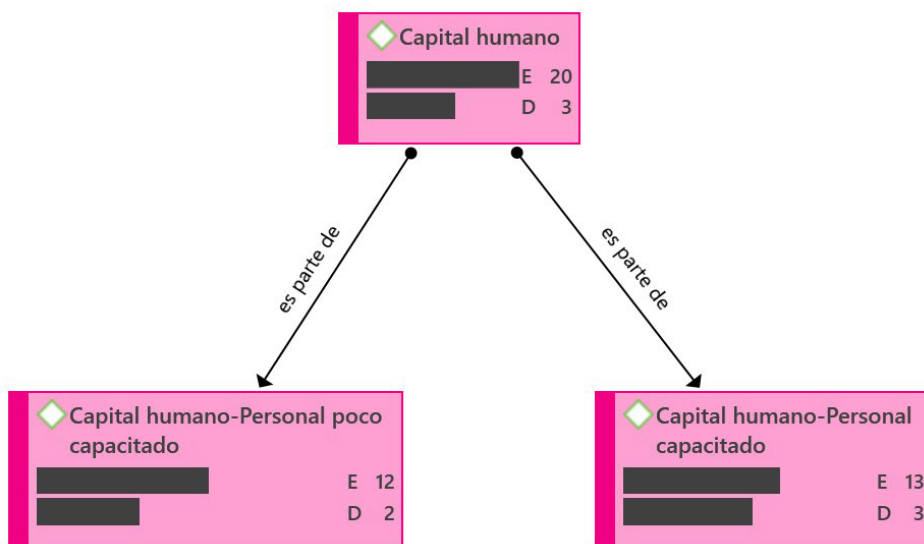 Capital humano
E 20
D 3
es parte de
es parte de
Capital humano-Personal poco
capacitado
E 12
D 2
Capital humano-Personal
capacitado
E 13
D 3